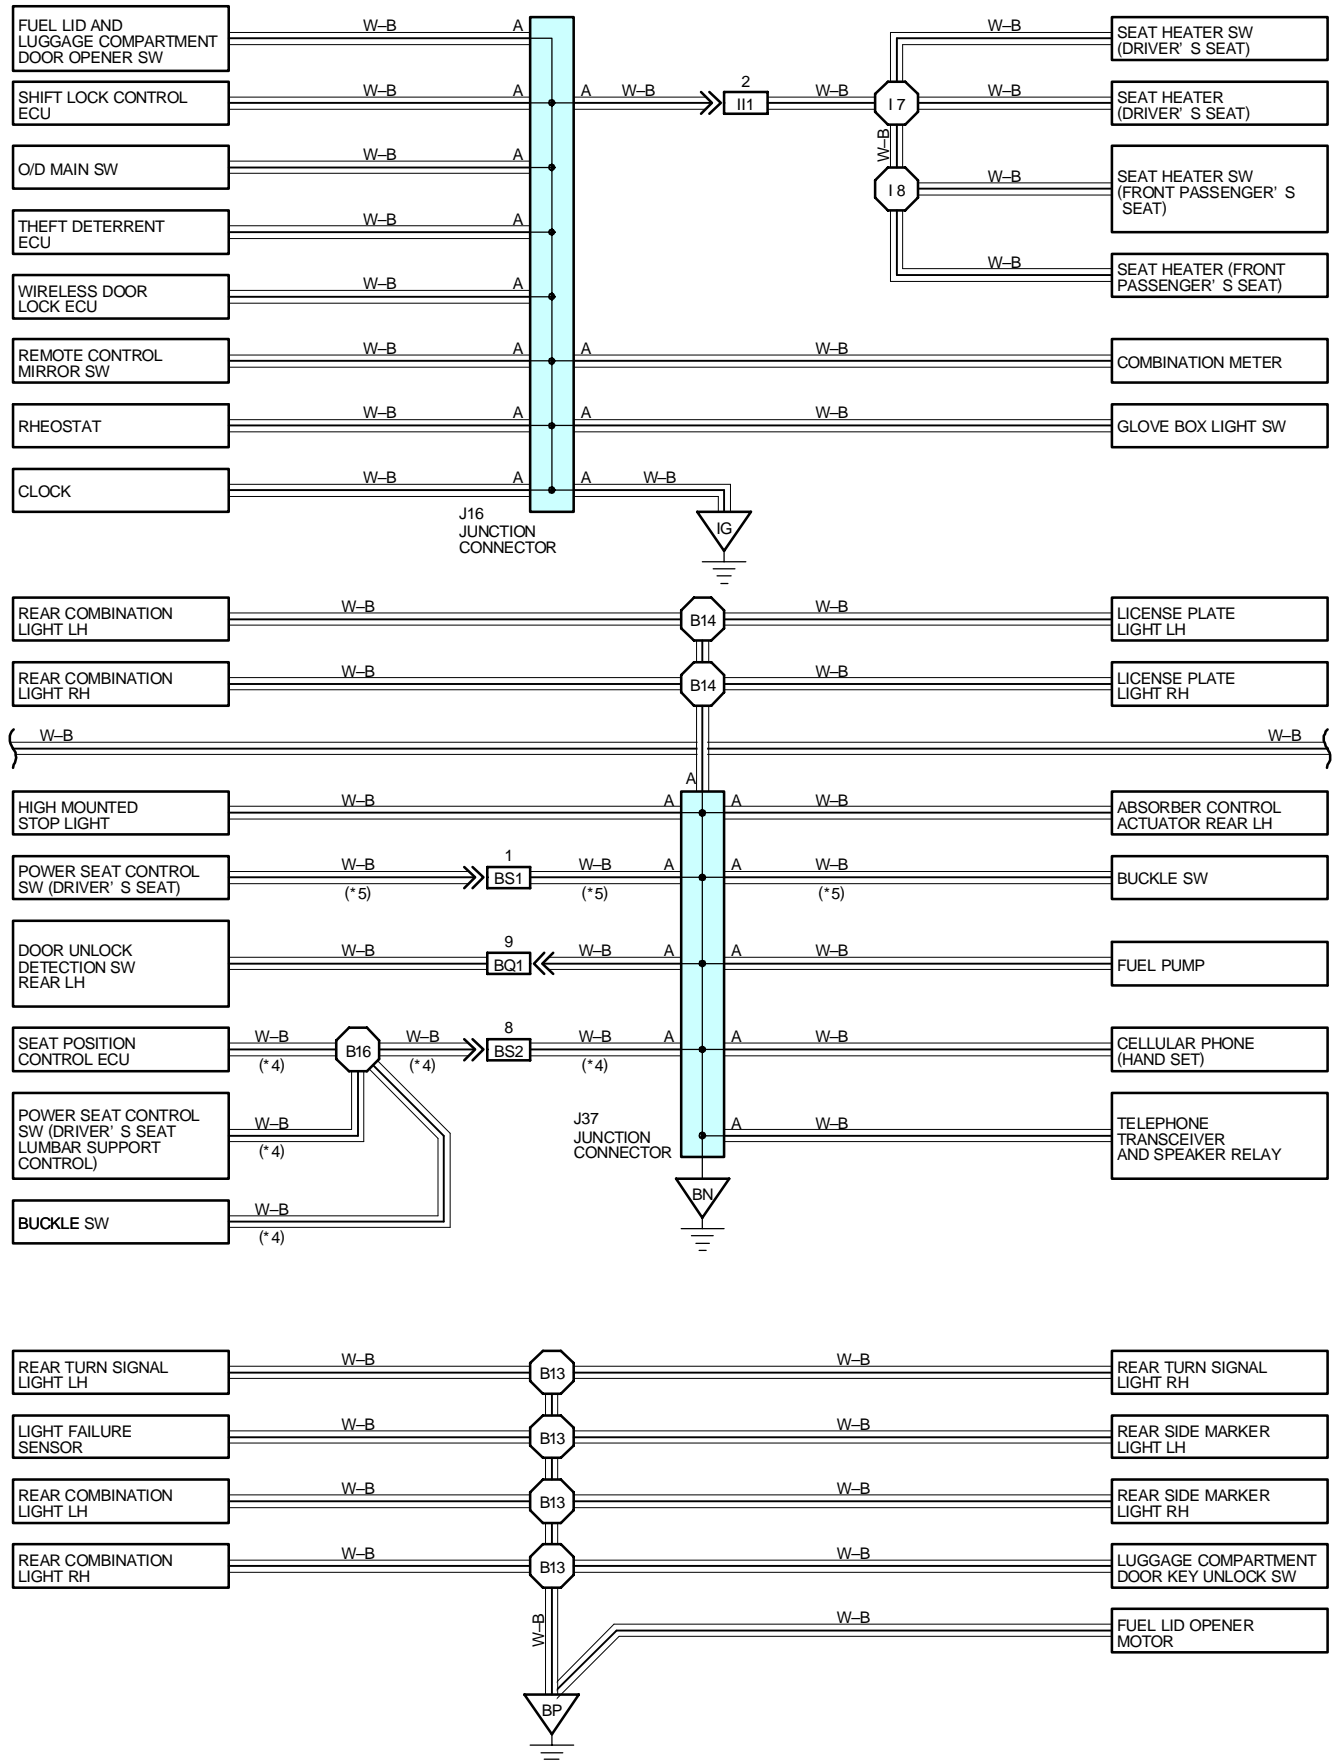 FUEL LID AND
LUGGAGE COMPARTMENT
DOOR OPENER SW
W–B
A
SEAT HEATER SW
(DRIVER' S SEAT)
W–B
SHIFT LOCK CONTROL
ECU
W–B
A
A
W–B
2
II1
W–B
I 7
W–B
SEAT HEATER
(DRIVER' S SEAT)
W–B
O/D MAIN SW
W–B
A
I 8
W–B
SEAT HEATER SW
(FRONT PASSENGER' S
SEAT)
THEFT DETERRENT
ECU
W–B
A
W–B
SEAT HEATER (FRONT
PASSENGER' S SEAT)
WIRELESS DOOR
LOCK ECU
W–B
A
REMOTE CONTROL
MIRROR SW
W–B
A
A
W–B
COMBINATION METER
RHEOSTAT
W–B
A
A
W–B
GLOVE BOX LIGHT SW
CLOCK
W–B
A
A
W–B
J16
JUNCTION
CONNECTOR
IG
REAR COMBINATION
LIGHT LH
W–B
B14
W–B
LICENSE PLATE
LIGHT LH
REAR COMBINATION
LIGHT RH
W–B
B14
W–B
LICENSE PLATE
LIGHT RH
W–B
W–B
A
HIGH MOUNTED
STOP LIGHT
W–B
A
A
W–B
ABSORBER CONTROL
ACTUATOR REAR LH
POWER SEAT CONTROL
SW (DRIVER' S SEAT)
W–B
(*5)
1
BS1
W–B
(*5)
A
A
W–B
(*5)
BUCKLE SW
DOOR UNLOCK
DETECTION SW
REAR LH
W–B
9
BQ1
W–B
A
A
W–B
FUEL PUMP
SEAT POSITION
CONTROL ECU
W–B
(*4)
B16
W–B
(*4)
8
BS2
W–B
(*4)
A
A
W–B
CELLULAR PHONE
(HAND SET)
POWER SEAT CONTROL
SW (DRIVER' S SEAT
LUMBAR SUPPORT
CONTROL)
W–B
(*4)
J37
JUNCTION
CONNECTOR
A
W–B
TELEPHONE
TRANSCEIVER
AND SPEAKER RELAY
BN
BUCKLE SW
W–B
(*4)
REAR TURN SIGNAL
LIGHT LH
W–B
B13
W–B
REAR TURN SIGNAL
LIGHT RH
LIGHT FAILURE
SENSOR
W–B
B13
W–B
REAR SIDE MARKER
LIGHT LH
REAR COMBINATION
LIGHT LH
W–B
B13
W–B
REAR SIDE MARKER
LIGHT RH
REAR COMBINATION
LIGHT RH
W–B
B13
W–B
LUGGAGE COMPARTMENT
DOOR KEY UNLOCK SW
W–B
W–B
FUEL LID OPENER
MOTOR
BP